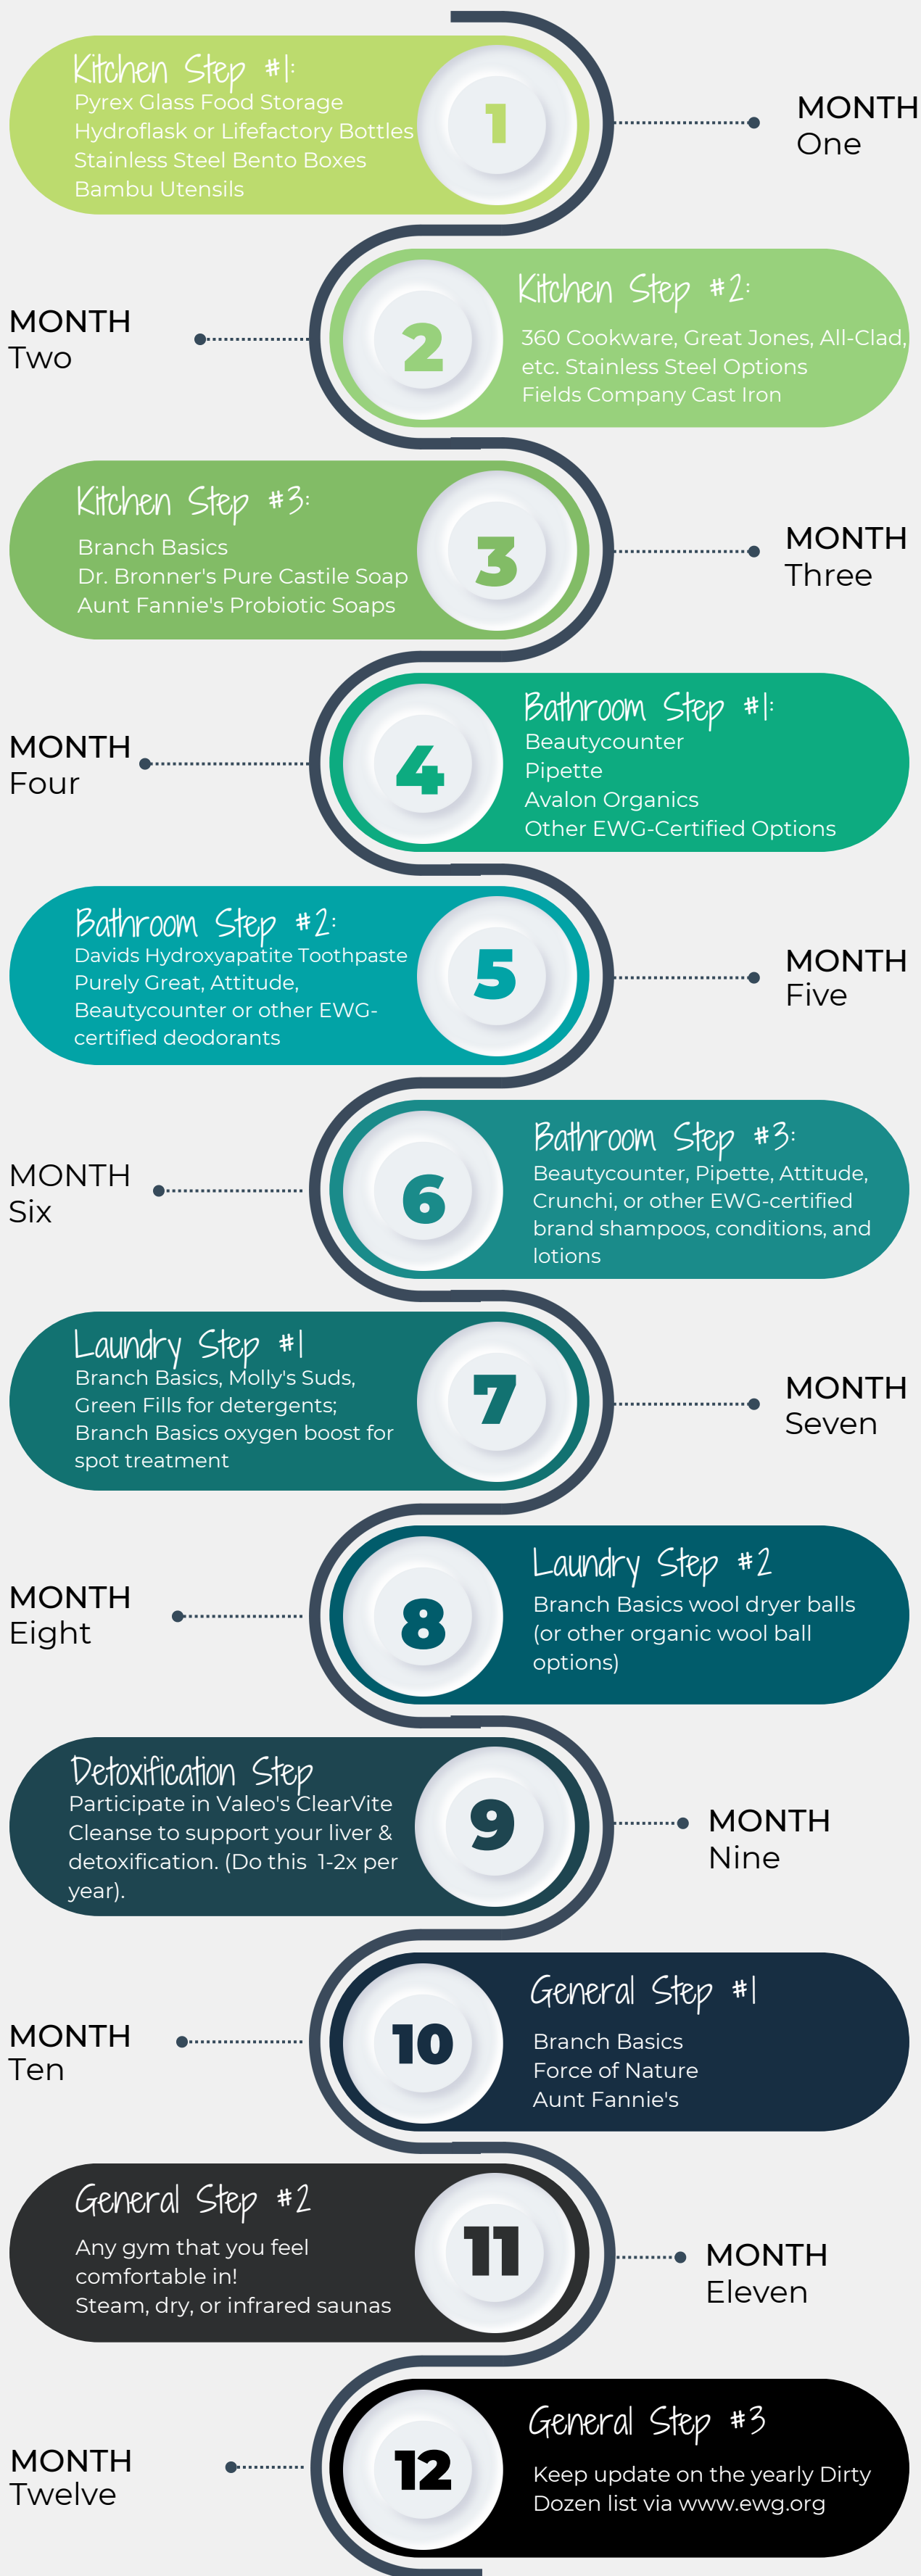 Kitchen Step #1:
Pyrex Glass Food Storage
Hydroflask or Lifefactory Bottles
Stainless Steel Bento Boxes
Bambu Utensils
1
MONTH
One
MONTH
Two
2
Kitchen Step #2:
360 Cookware, Great Jones, All-Clad,
etc. Stainless Steel Options
Fields Company Cast Iron
Kitchen Step #3:
Branch Basics
Dr. Bronner's Pure Castile Soap
Aunt Fannie's Probiotic Soaps
3
MONTH
Three
MONTH
Four
4
Bathroom Step #1:
Beautycounter
Pipette
Avalon Organics
Other EWG-Certified Options
Bathroom Step #2:
Davids Hydroxyapatite Toothpaste
Purely Great, Attitude,
Beautycounter or other EWG-
certified deodorants
5
MONTH
Five
MONTH
Six
6
Bathroom Step #3:
Beautycounter, Pipette, Attitude,
Crunchi, or other EWG-certified
brand shampoos, conditions, and
lotions
Laundry Step #1
Branch Basics, Molly's Suds,
Green Fills for detergents;
Branch Basics oxygen boost for
spot treatment
7
MONTH
Seven
MONTH
Eight
8
Laundry Step #2
Branch Basics wool dryer balls
(or other organic wool ball
options)
Detoxification Step
Participate in Valeo's ClearVite
Cleanse to support your liver &
detoxification. (Do this 1-2x per
year).
9
MONTH
Nine
MONTH
Ten
10
General Step #1
Branch Basics
Force of Nature
Aunt Fannie's
General Step #2
Any gym that you feel
comfortable in!
Steam, dry, or infrared saunas
11
MONTH
Eleven
MONTH
Twelve
12
General Step #3
Keep update on the yearly Dirty
Dozen list via www.ewg.org